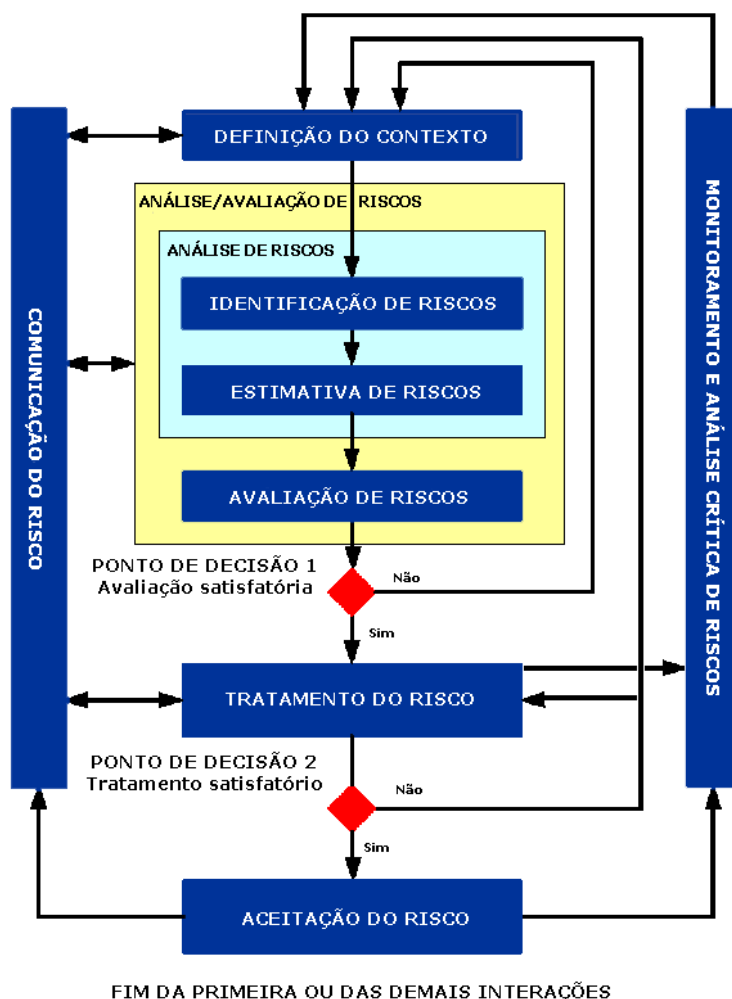 DEFINIÇÃO DO CONTEXTO
ANÁLISE/AVALIAÇÃO DE RISCOS
ANÁLISE DE RISCOS
IDENTIFICAÇÃO DE RISCOS
ESTIMATIVA DE RISCOS
AVALIAÇÃO DE RISCOS
PONTO DE DECISÃO 1
Avaliação satisfatória
Não
Sim
TRATAMENTO DO RISCO
PONTO DE DECISÃO 2
Tratamento satisfatório
Não
Sim
ACEITAÇÃO DO RISCO
COMUNICAÇÃO DO RISCO
MONITORAMENTO E ANÁLISE CRÍTICA DE RISCOS
FIM DA PRIMEIRA OU DAS DEMAIS INTERAÇÕES